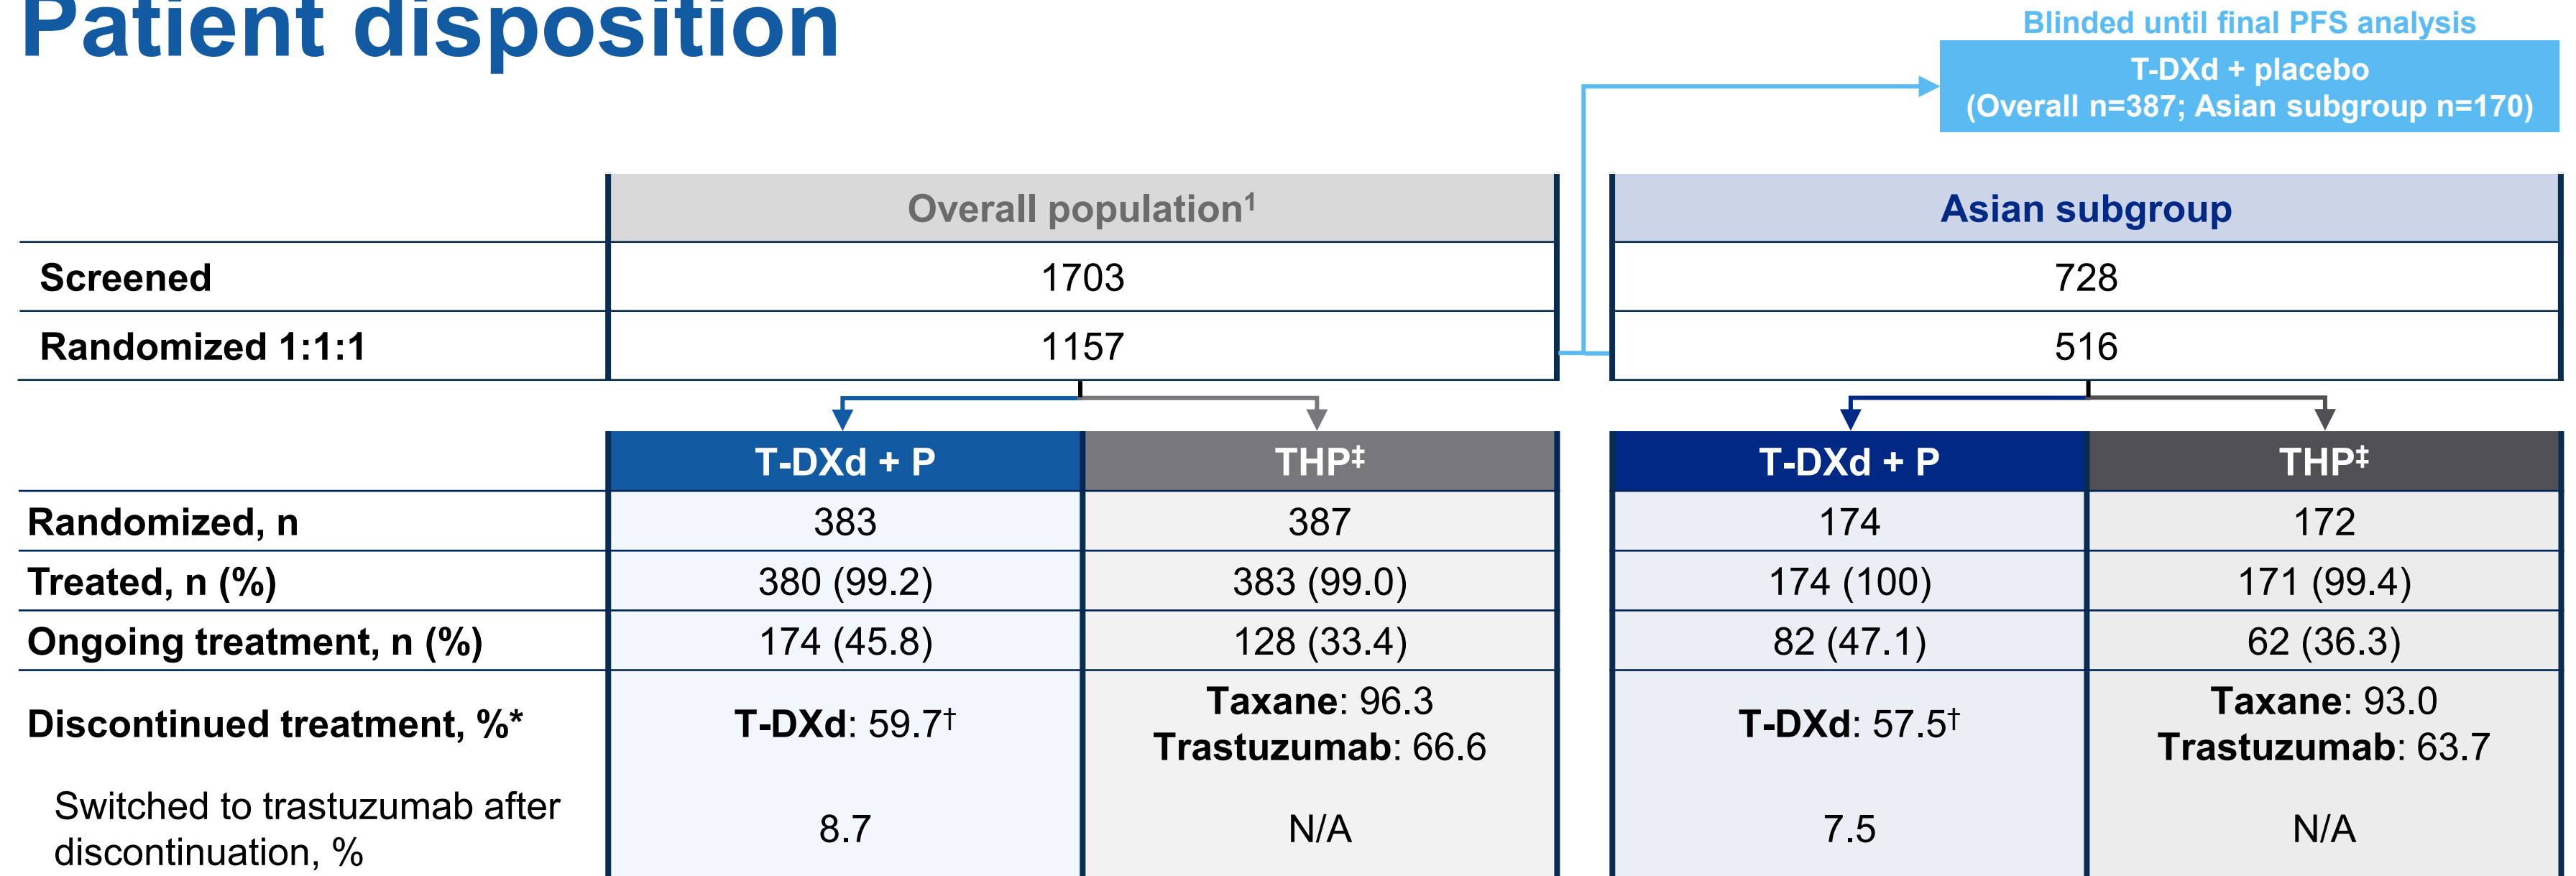 Patient disposition
Blinded until final PFS analysis
T-DXd + placebo
(Overall n=387; Asian subgroup n=170)
Overall population¹ Asian subgroup
Screened 1703 728
Randomized 1:1:1 1157 516
T-DXd + P THP‡ T-DXd + P THP‡
Randomized, n 383 387 174 172
Treated, n (%) 380 (99.2) 383 (99.0) 174 (100) 171 (99.4)
Ongoing treatment, n (%) 174 (45.8) 128 (33.4) 82 (47.1) 62 (36.3)
Discontinued treatment, %* T-DXd: 59.7† Taxane: 96.3 T-DXd: 57.5† Taxane: 93.0
Trastuzumab: 66.6 Trastuzumab: 63.7
Switched to trastuzumab after
discontinuation, % 8.7 N/A 7.5 N/A